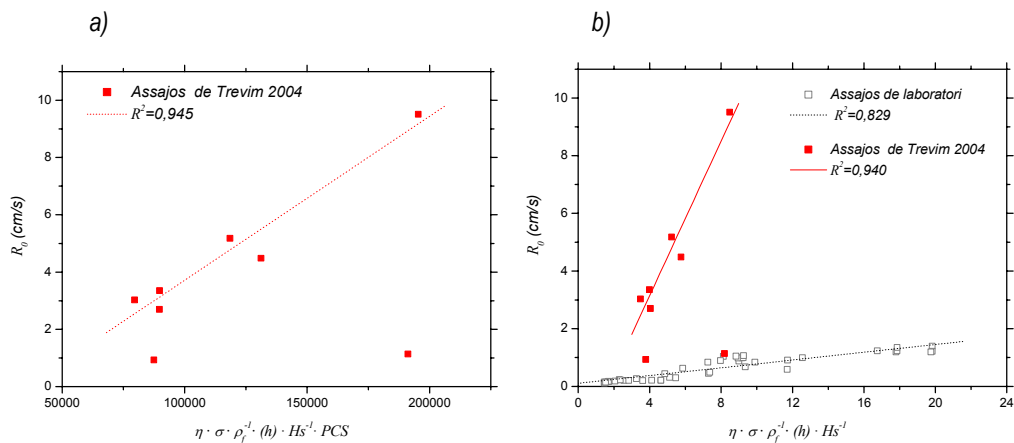 a)
Assajos de Trevim 2004
R²=0,945
R₀ (cm/s)
10
8
6
4
2
0
50000 100000 150000 200000
η · σ · ρf⁻¹ · (h) · Hs⁻¹ · PCS
b)
Assajos de laboratori
R²=0,829
Assajos de Trevim 2004
R²=0,940
R₀ (cm/s)
10
8
6
4
2
0
0 4 8 12 16 20 24
η · σ · ρf⁻¹ · (h) · Hs⁻¹